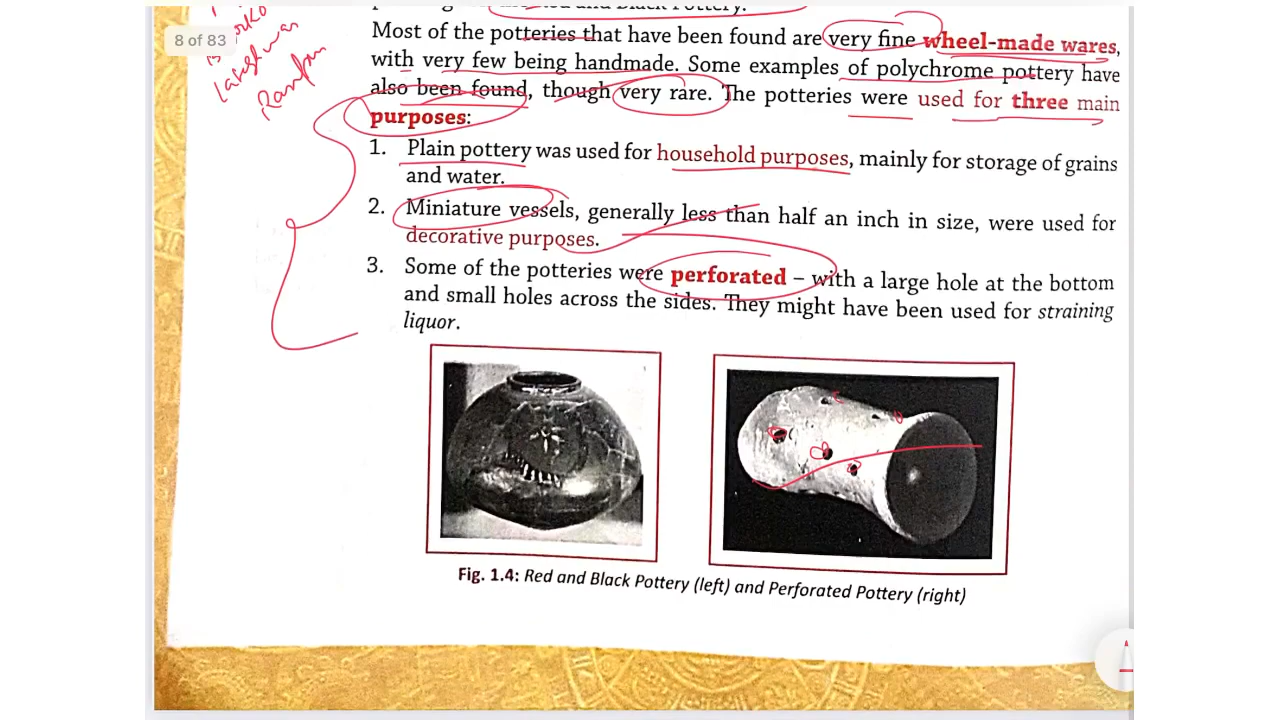 8 of 83
and Black Pottery.
Most of the potteries that have been found are very fine wheel-made wares,
with very few being handmade. Some examples of polychrome pottery have
also been found, though very rare. The potteries were used for three main
purposes:
1. Plain pottery was used for household purposes, mainly for storage of grains
and water.
2. Miniature vessels, generally less than half an inch in size, were used for
decorative purposes.
3. Some of the potteries were perforated – with a large hole at the bottom
and small holes across the sides. They might have been used for straining
liquor.
Fig. 1.4: Red and Black Pottery (left) and Perforated Pottery (right)